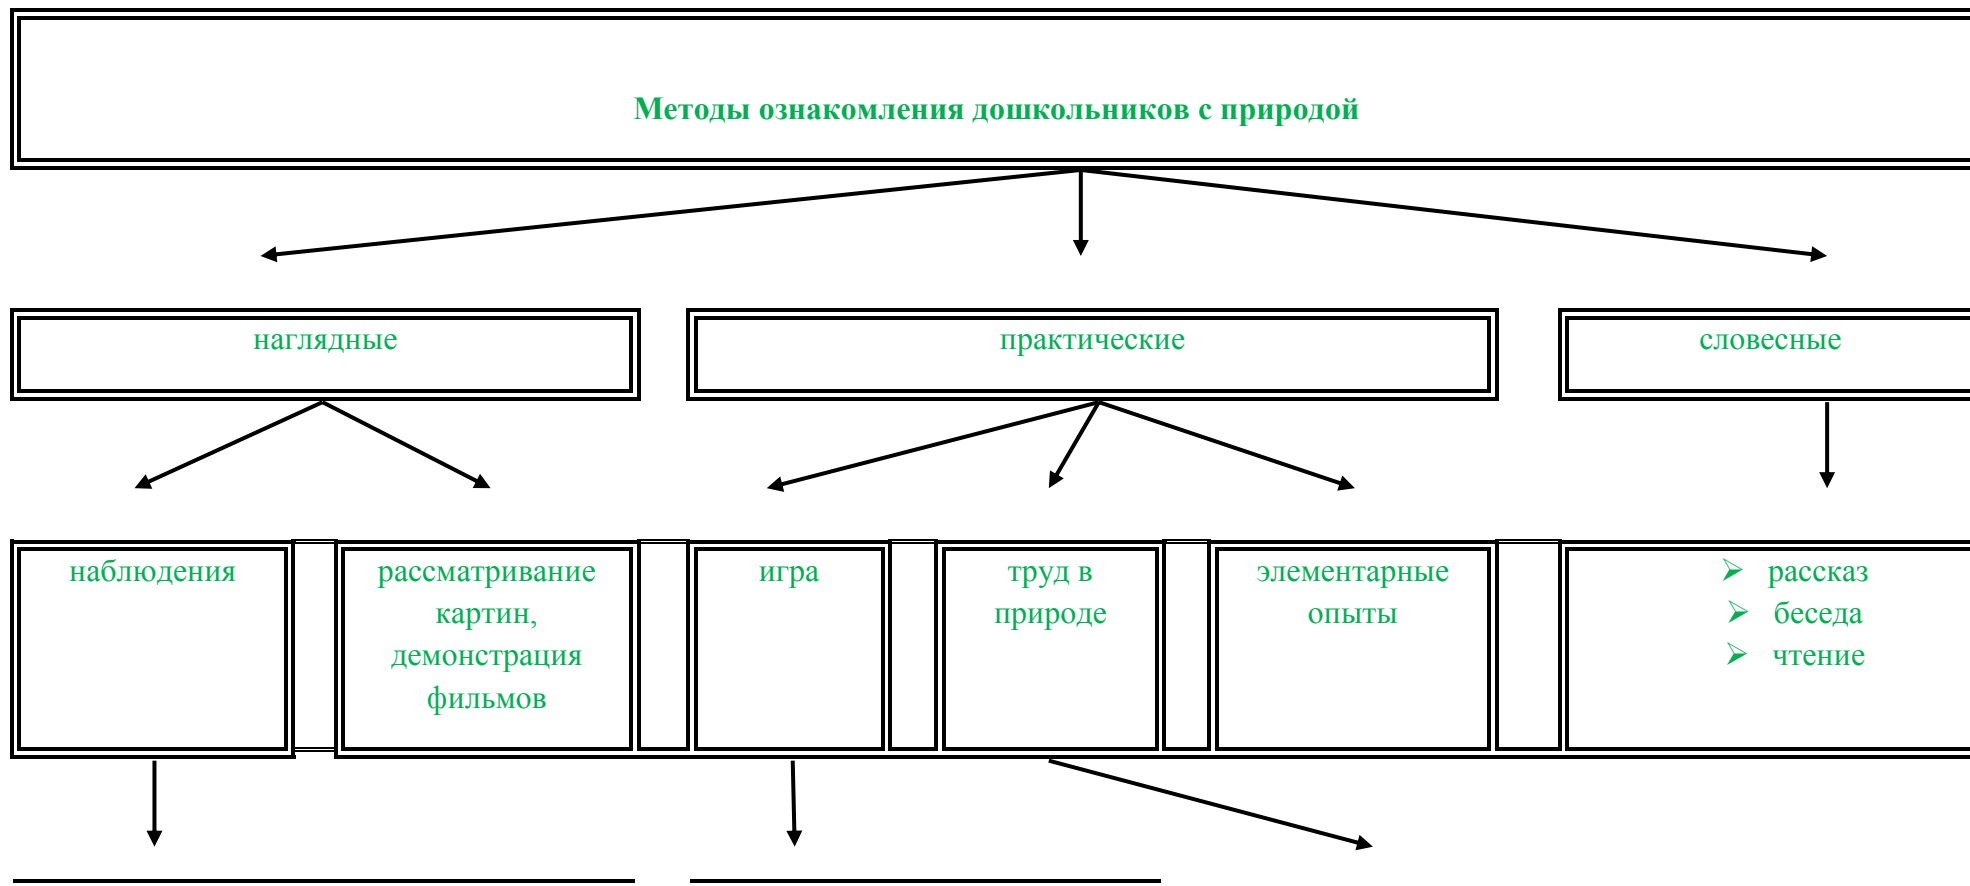 Методы ознакомления дошкольников с природой
наглядные
практические
словесные
наблюдения
рассматривание
картин,
демонстрация
фильмов
игра
труд в
природе
элементарные
опыты
➢ рассказ
➢ беседа
➢ чтение